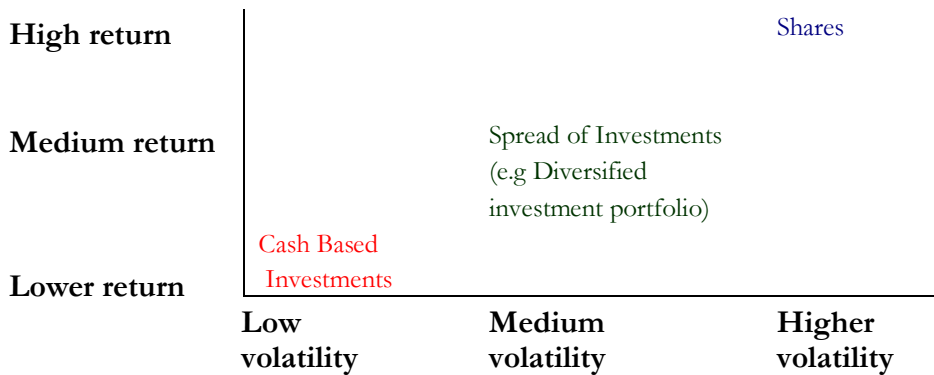 High return
Shares
Medium return
Spread of Investments
(e.g Diversified
investment portfolio)
Cash Based
Investments
Lower return
Low
volatility
Medium
volatility
Higher
volatility